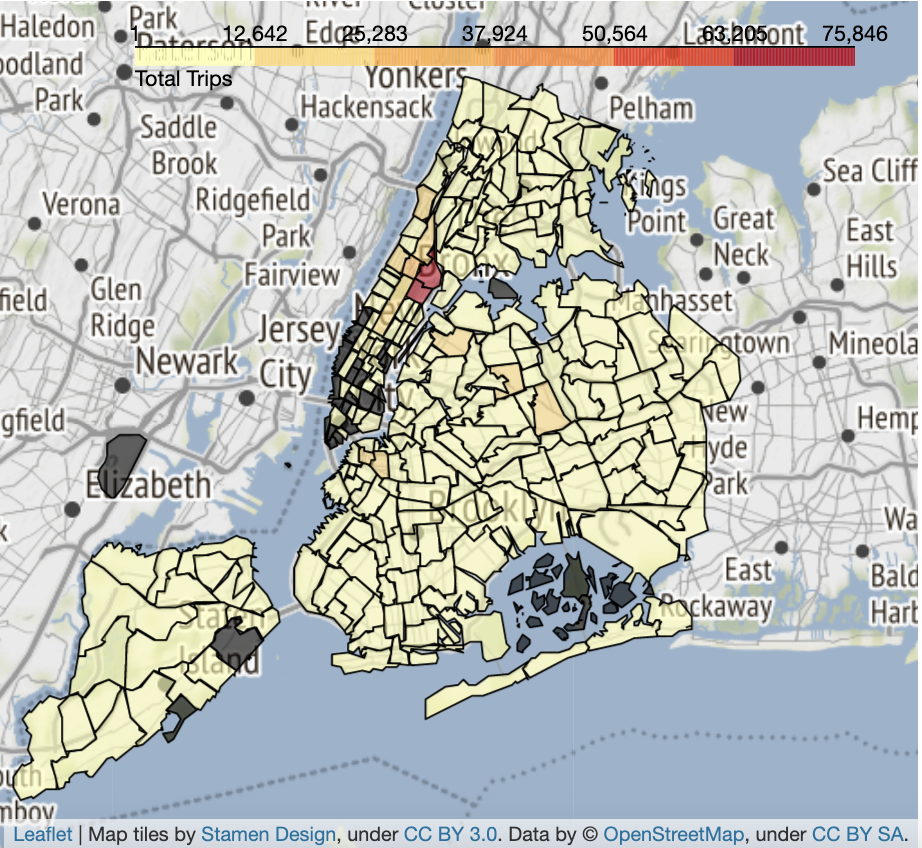 Closter
Haledon
Park
River
Edge
Paterson
1 12,642 25,283 37,924 50,564 63,205 75,846
Larchmont
Total Trips
oodland
Park
Yonkers
Hackensack
Pelham
Saddle
Brook
Inwood
Sea Cliff
Kings
Point
Verona
Ridgefield
Park
Great
Neck
East
Hills
Bronx
Fairview
Glen
Ridge
field
Manhasset
Jersey
City
Searingtown
Mineola
Newark
New
Hyde
Park
Hemp
gfield
Elizabeth
Brooklyn
Wa
East
Rockaway
Bald
Harb
Staten
Island
outh
mboy
Leaflet | Map tiles by Stamen Design, under CC BY 3.0. Data by © OpenStreetMap, under CC BY SA.